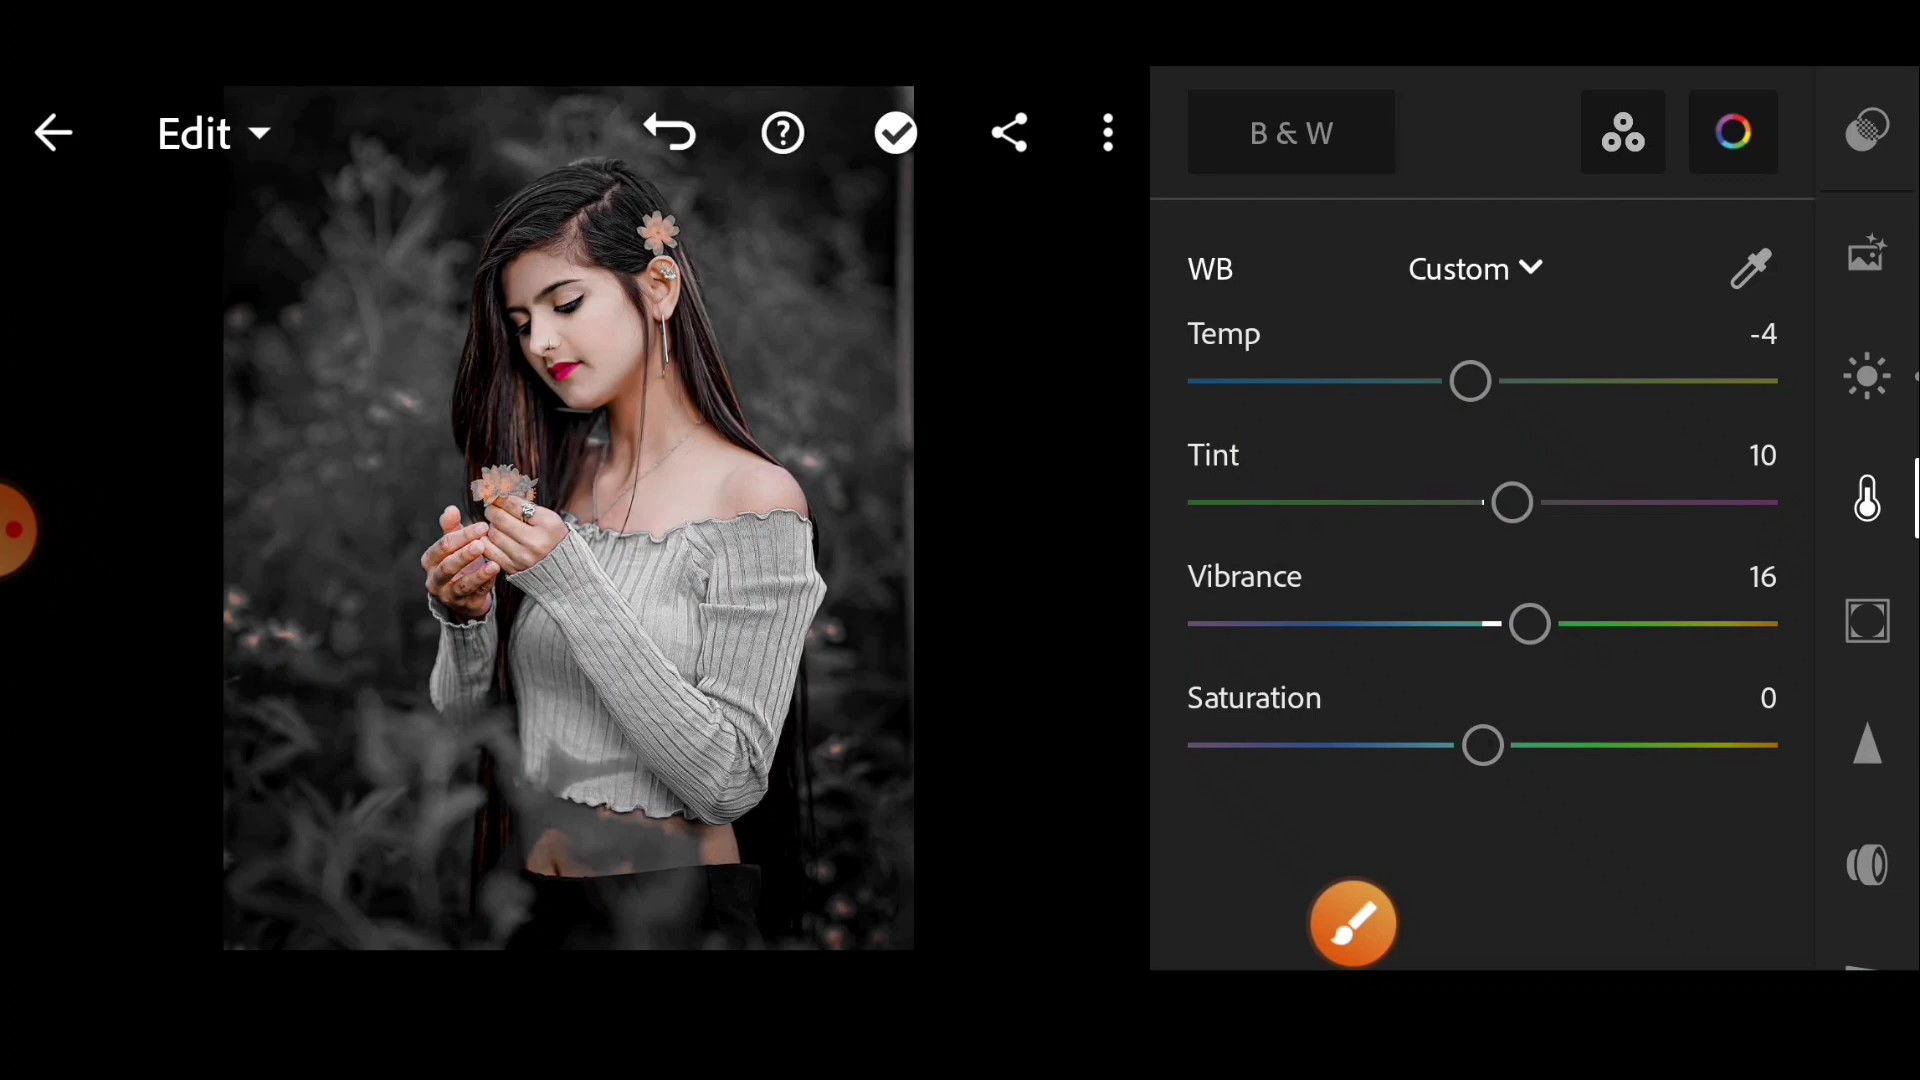 Edit
B & W
WB Custom
Temp -4
Tint 10
Vibrance 16
Saturation 0